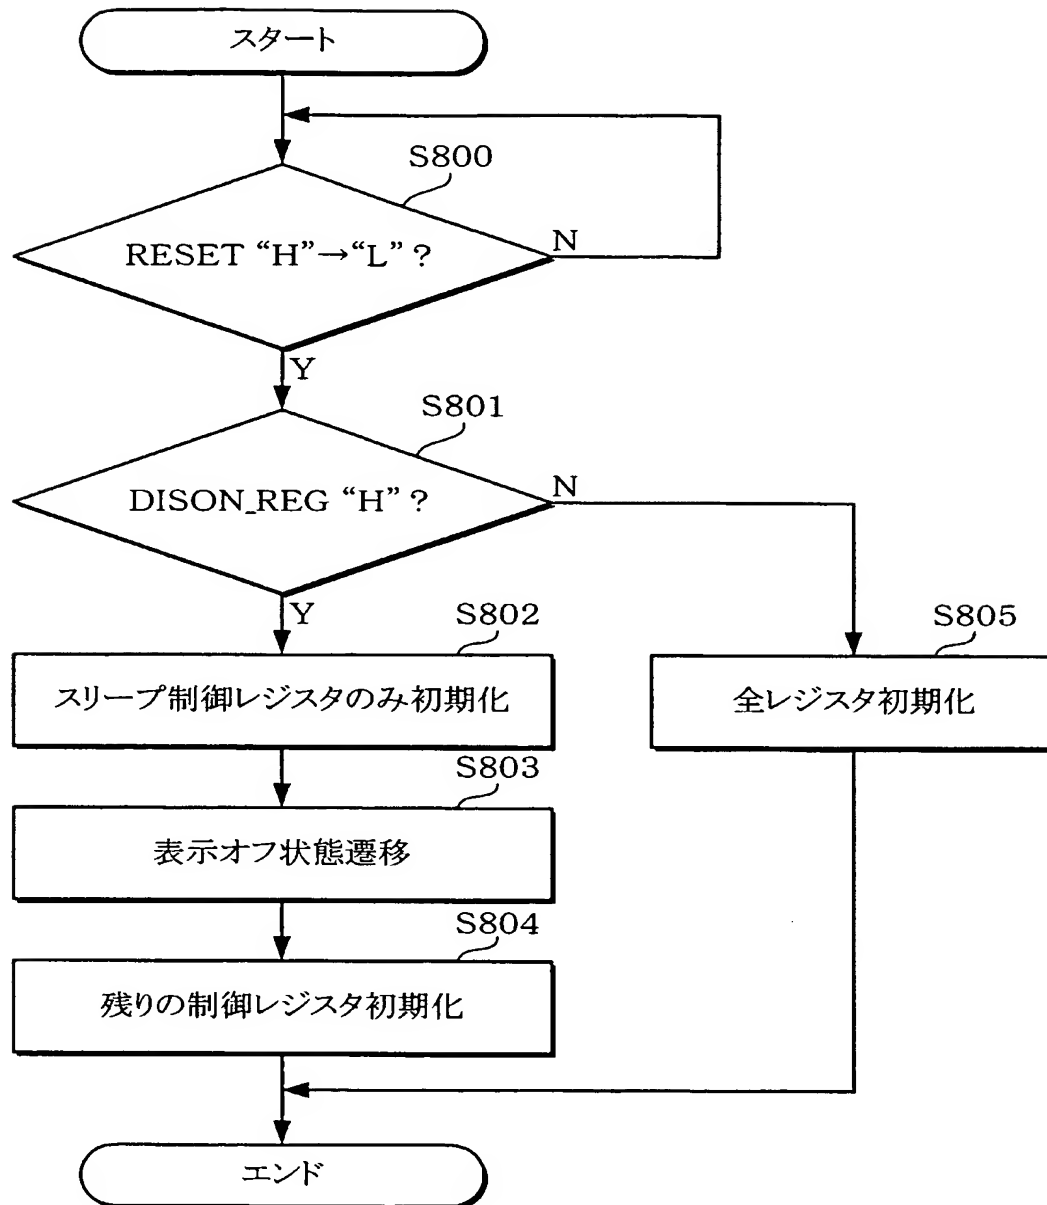 スタート
S800
RESET “H”→“L” ?
N
Y
S801
DISON_REG “H” ?
N
Y
S802
スリープ制御レジスタのみ初期化
S805
全レジスタ初期化
S803
表示オフ状態遷移
S804
残りの制御レジスタ初期化
エンド